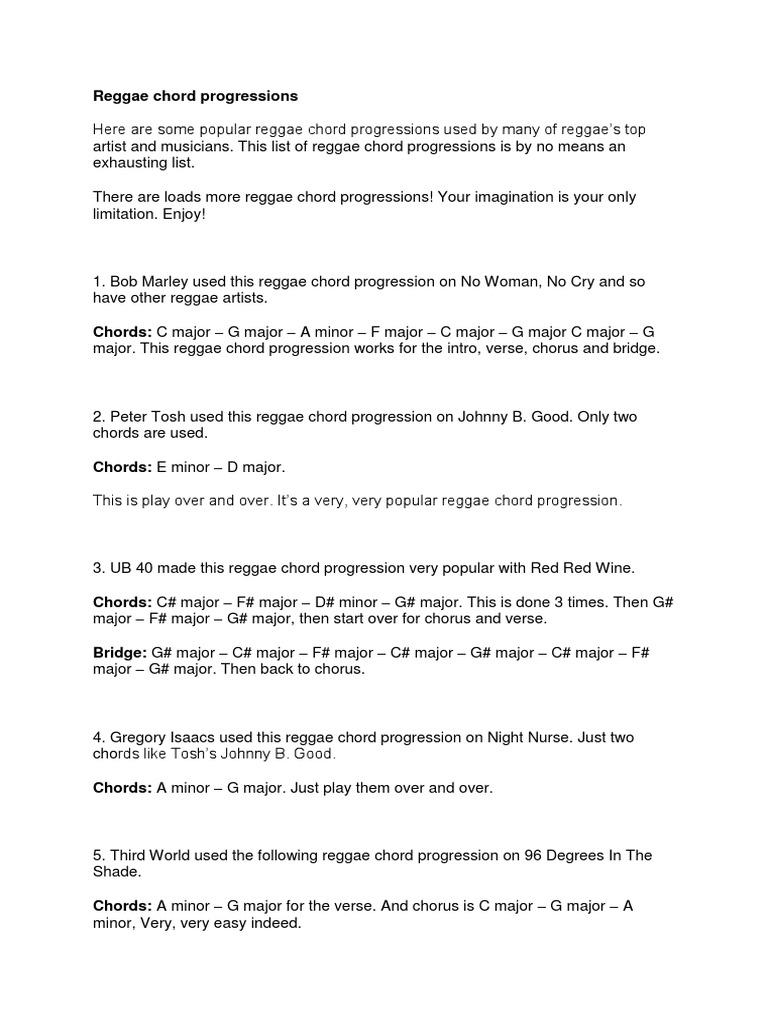 Reggae chord progressions
Here are some popular reggae chord progressions used by many of reggae's top
artist and musicians. This list of reggae chord progressions is by no means an
exhausting list.
There are loads more reggae chord progressions! Your imagination is your only
limitation. Enjoy!
1. Bob Marley used this reggae chord progression on No Woman, No Cry and so
have other reggae artists.
Chords: C major – G major – A minor – F major – C major – G major C major – G
major. This reggae chord progression works for the intro, verse, chorus and bridge.
2. Peter Tosh used this reggae chord progression on Johnny B. Good. Only two
chords are used.
Chords: E minor – D major.
This is play over and over. It's a very, very popular reggae chord progression.
3. UB 40 made this reggae chord progression very popular with Red Red Wine.
Chords: C# major – F# major – D# minor – G# major. This is done 3 times. Then G#
major – F# major – G# major, then start over for chorus and verse.
Bridge: G# major – C# major – F# major – C# major – G# major – C# major – F#
major – G# major. Then back to chorus.
4. Gregory Isaacs used this reggae chord progression on Night Nurse. Just two
chords like Tosh's Johnny B. Good.
Chords: A minor – G major. Just play them over and over.
5. Third World used the following reggae chord progression on 96 Degrees In The
Shade.
Chords: A minor – G major for the verse. And chorus is C major – G major – A
minor, Very, very easy indeed.